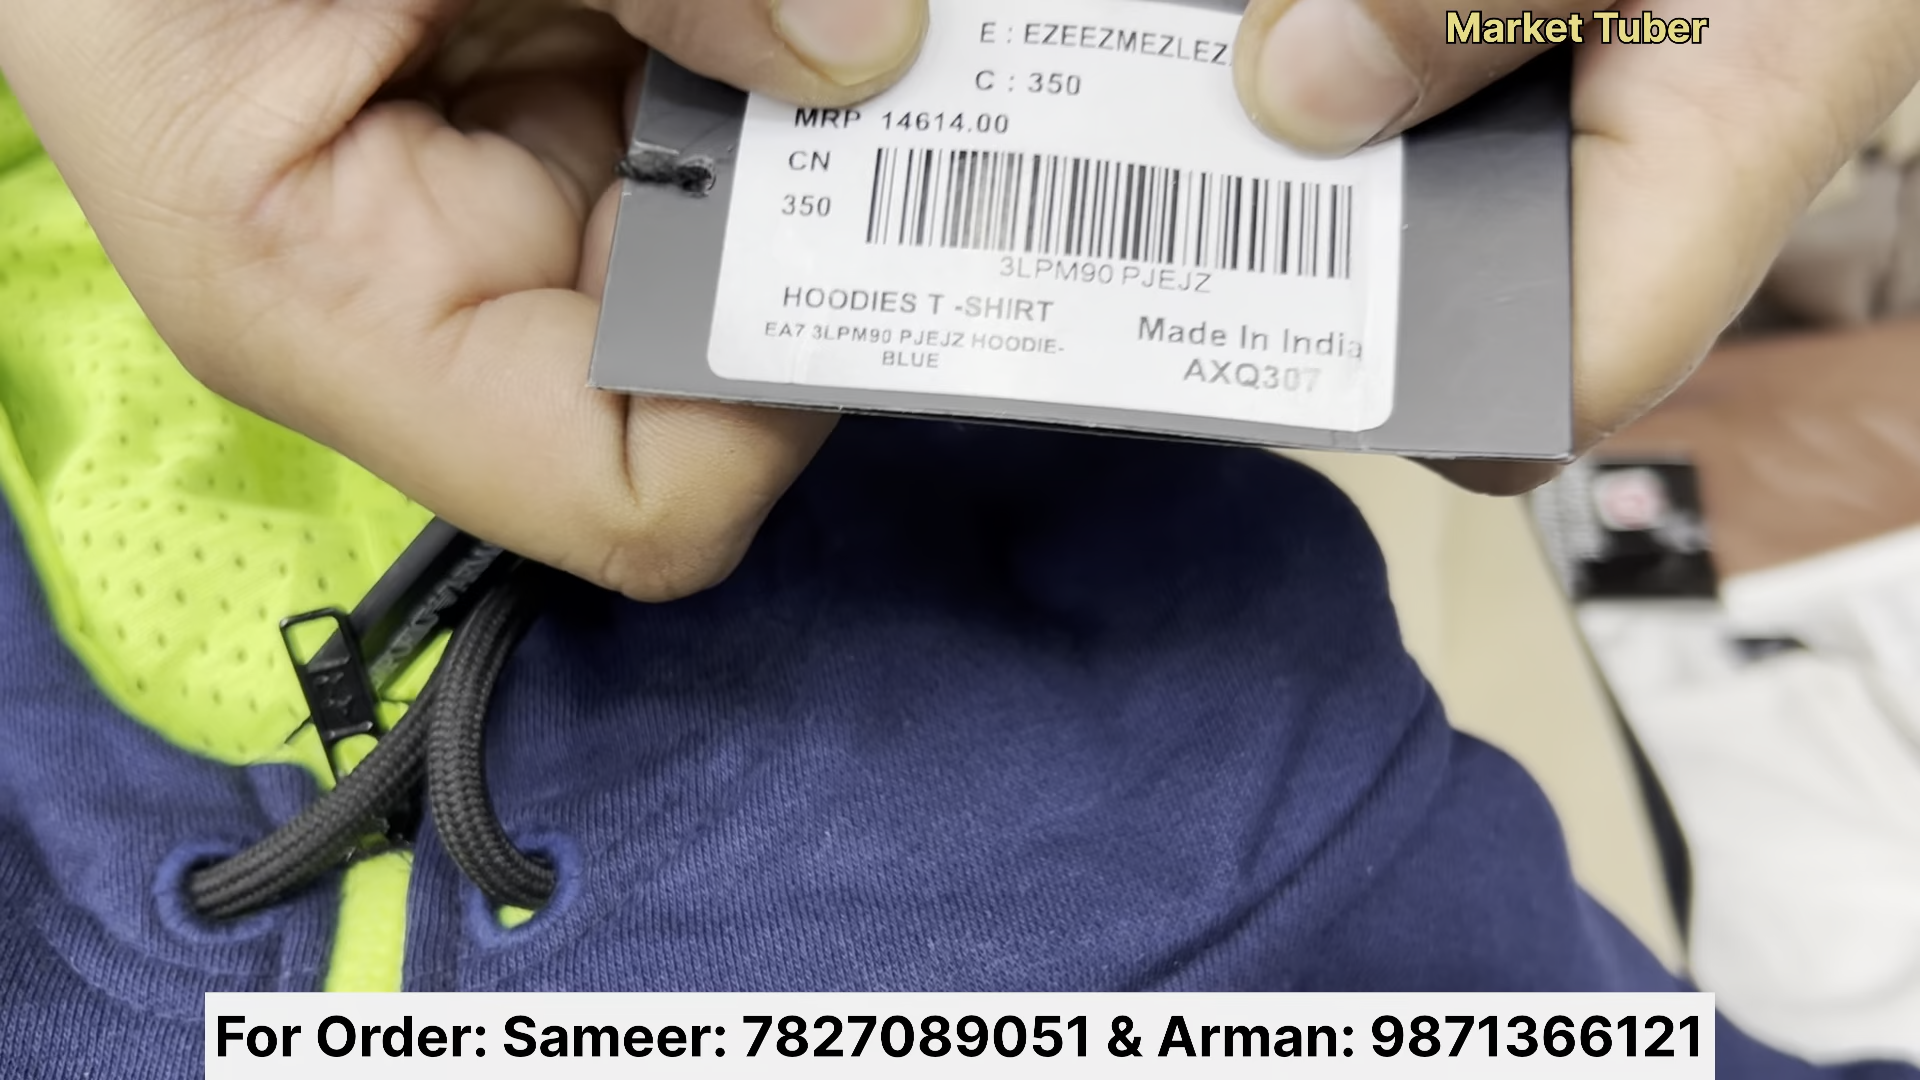 Market Tuber
E : EZEEZMEZLEZ
C : 350
MRP 14614.00
CN
350
3LPM90 PJEJZ
HOODIES T -SHIRT
EA7 3LPM90 PJEJZ HOODIE-
BLUE
Made In India
AXQ307
For Order: Sameer: 7827089051 & Arman: 9871366121